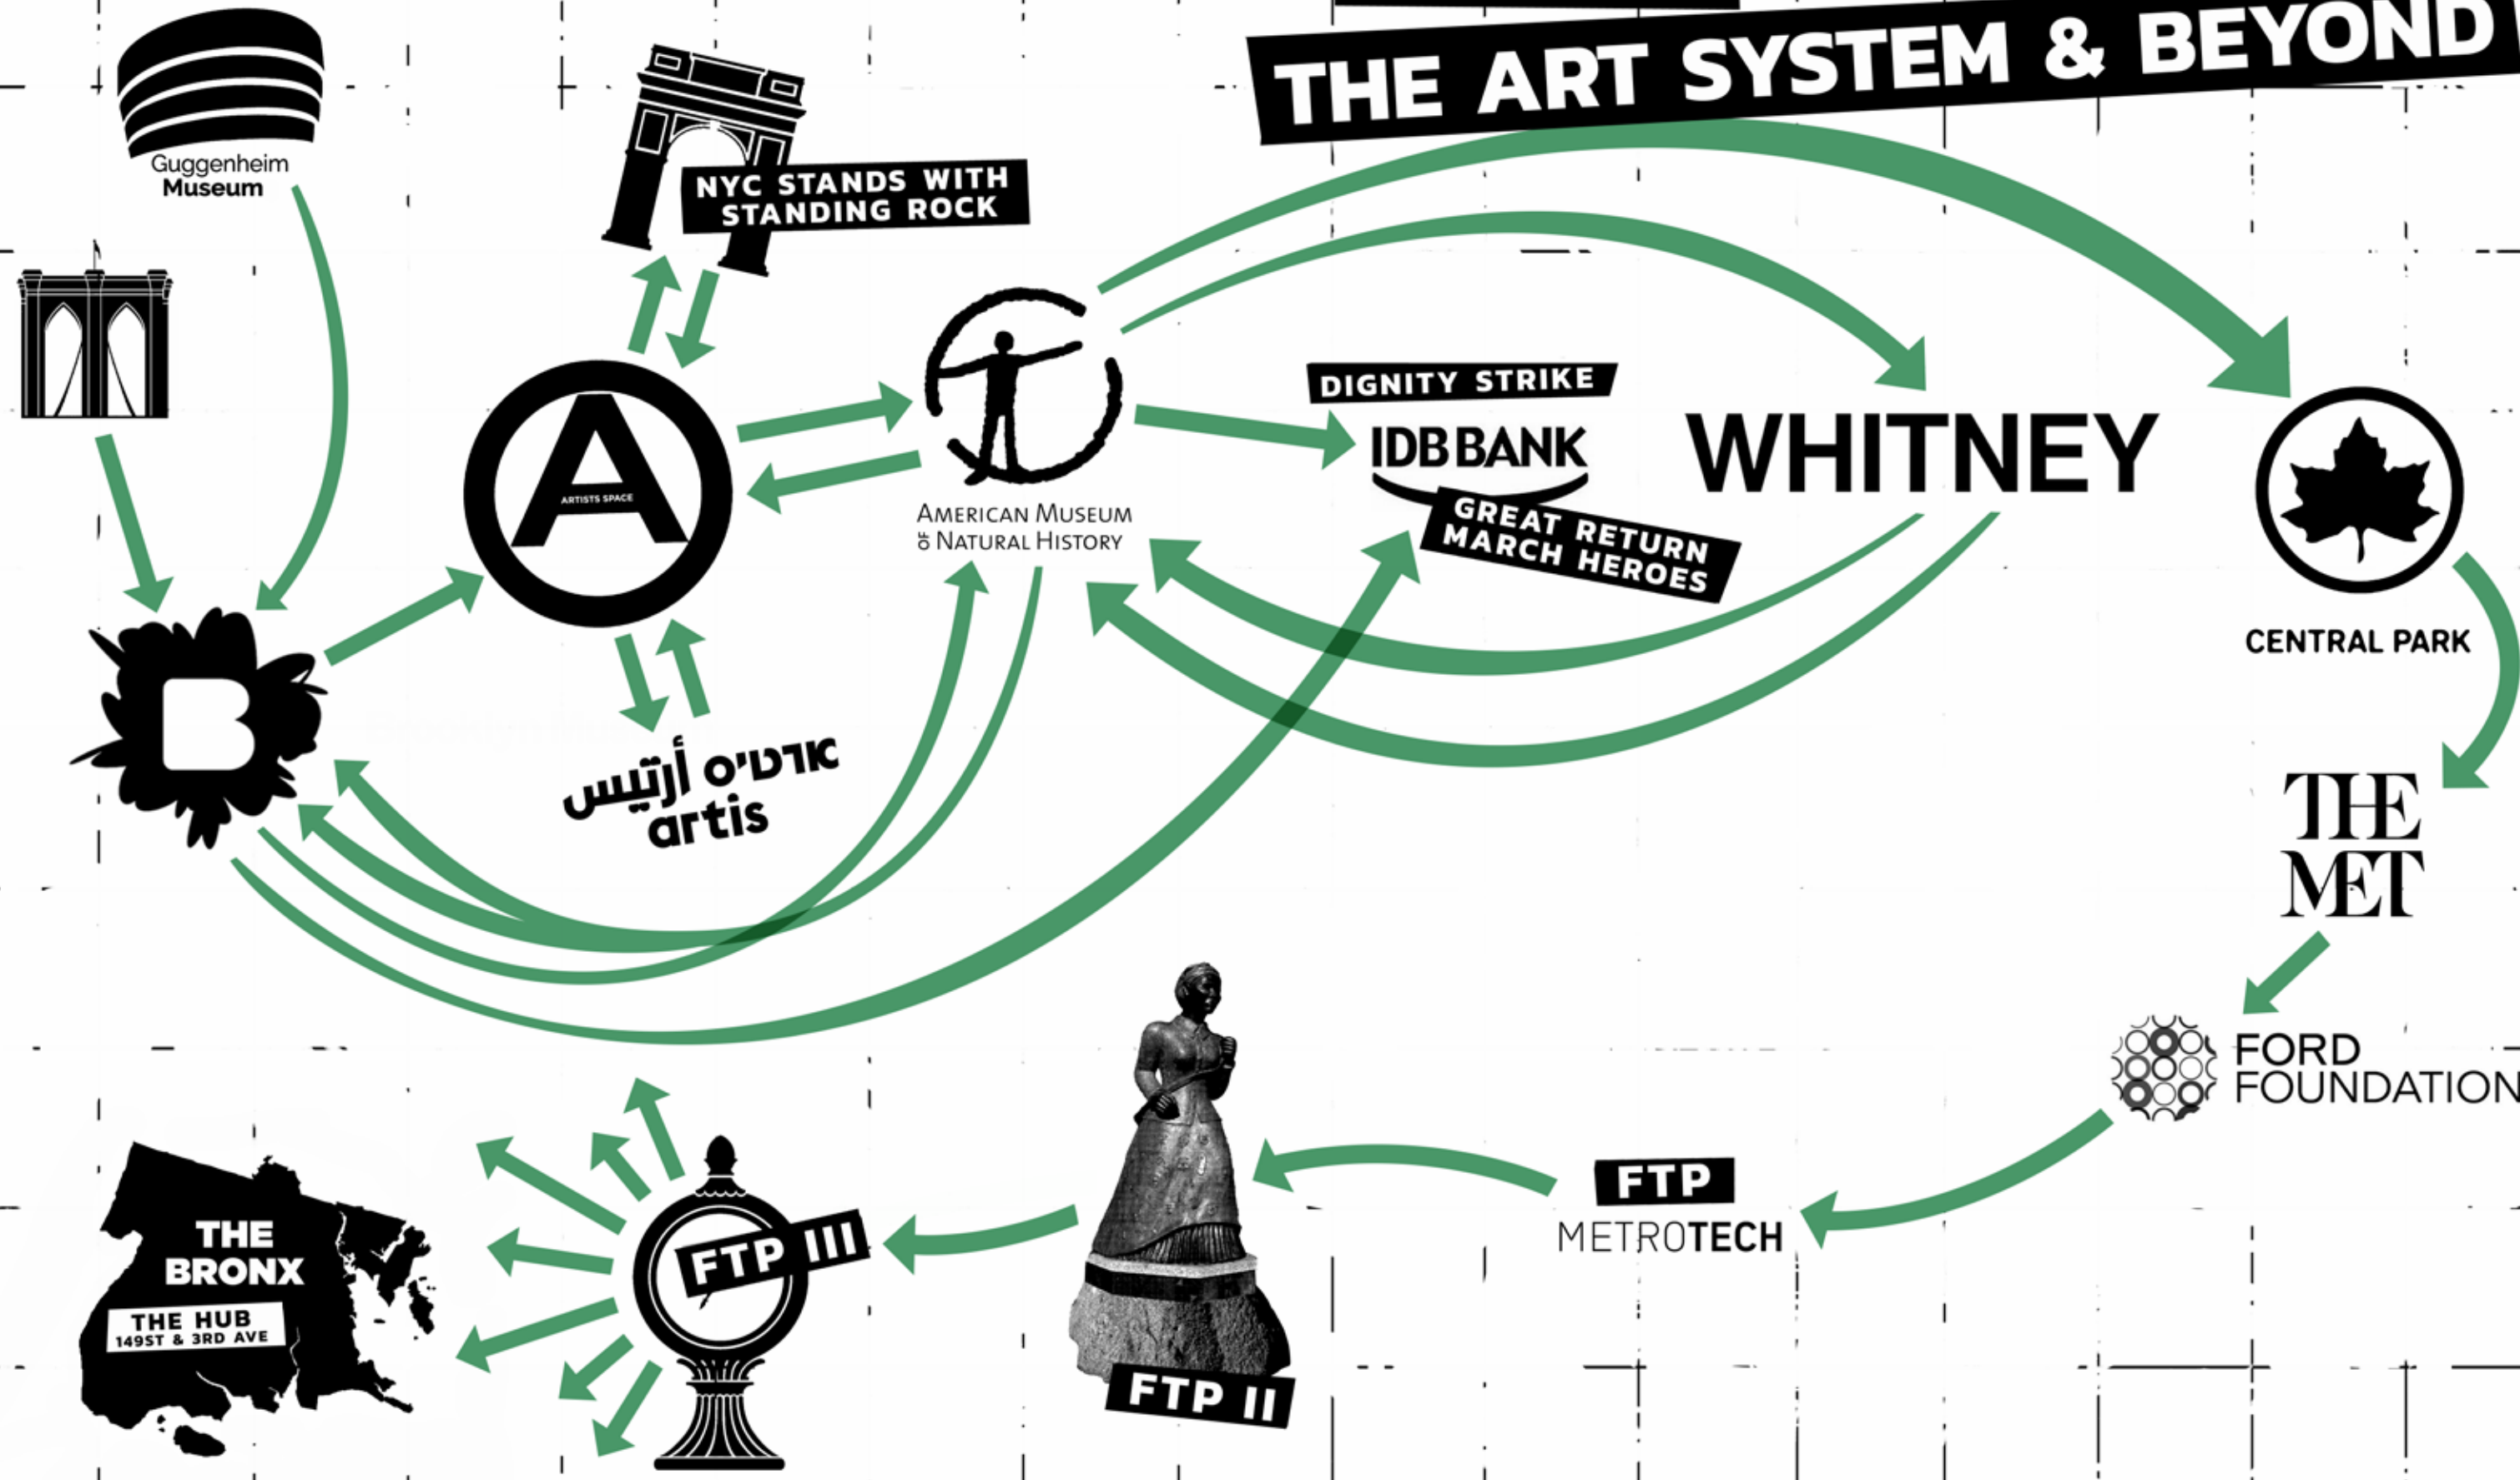 THE ART SYSTEM & BEYOND
Guggenheim
Museum
NYC STANDS WITH
STANDING ROCK
A
ARTISTS SPACE
AMERICAN MUSEUM
OF NATURAL HISTORY
DIGNITY STRIKE
IDB BANK
GREAT RETURN
MARCH HEROES
WHITNEY
CENTRAL PARK
B
ארטיס أرتيس
artis
THE
MET
FORD
FOUNDATION
FTP
METROTECH
FTP II
FTP III
THE
BRONX
THE HUB
149ST & 3RD AVE